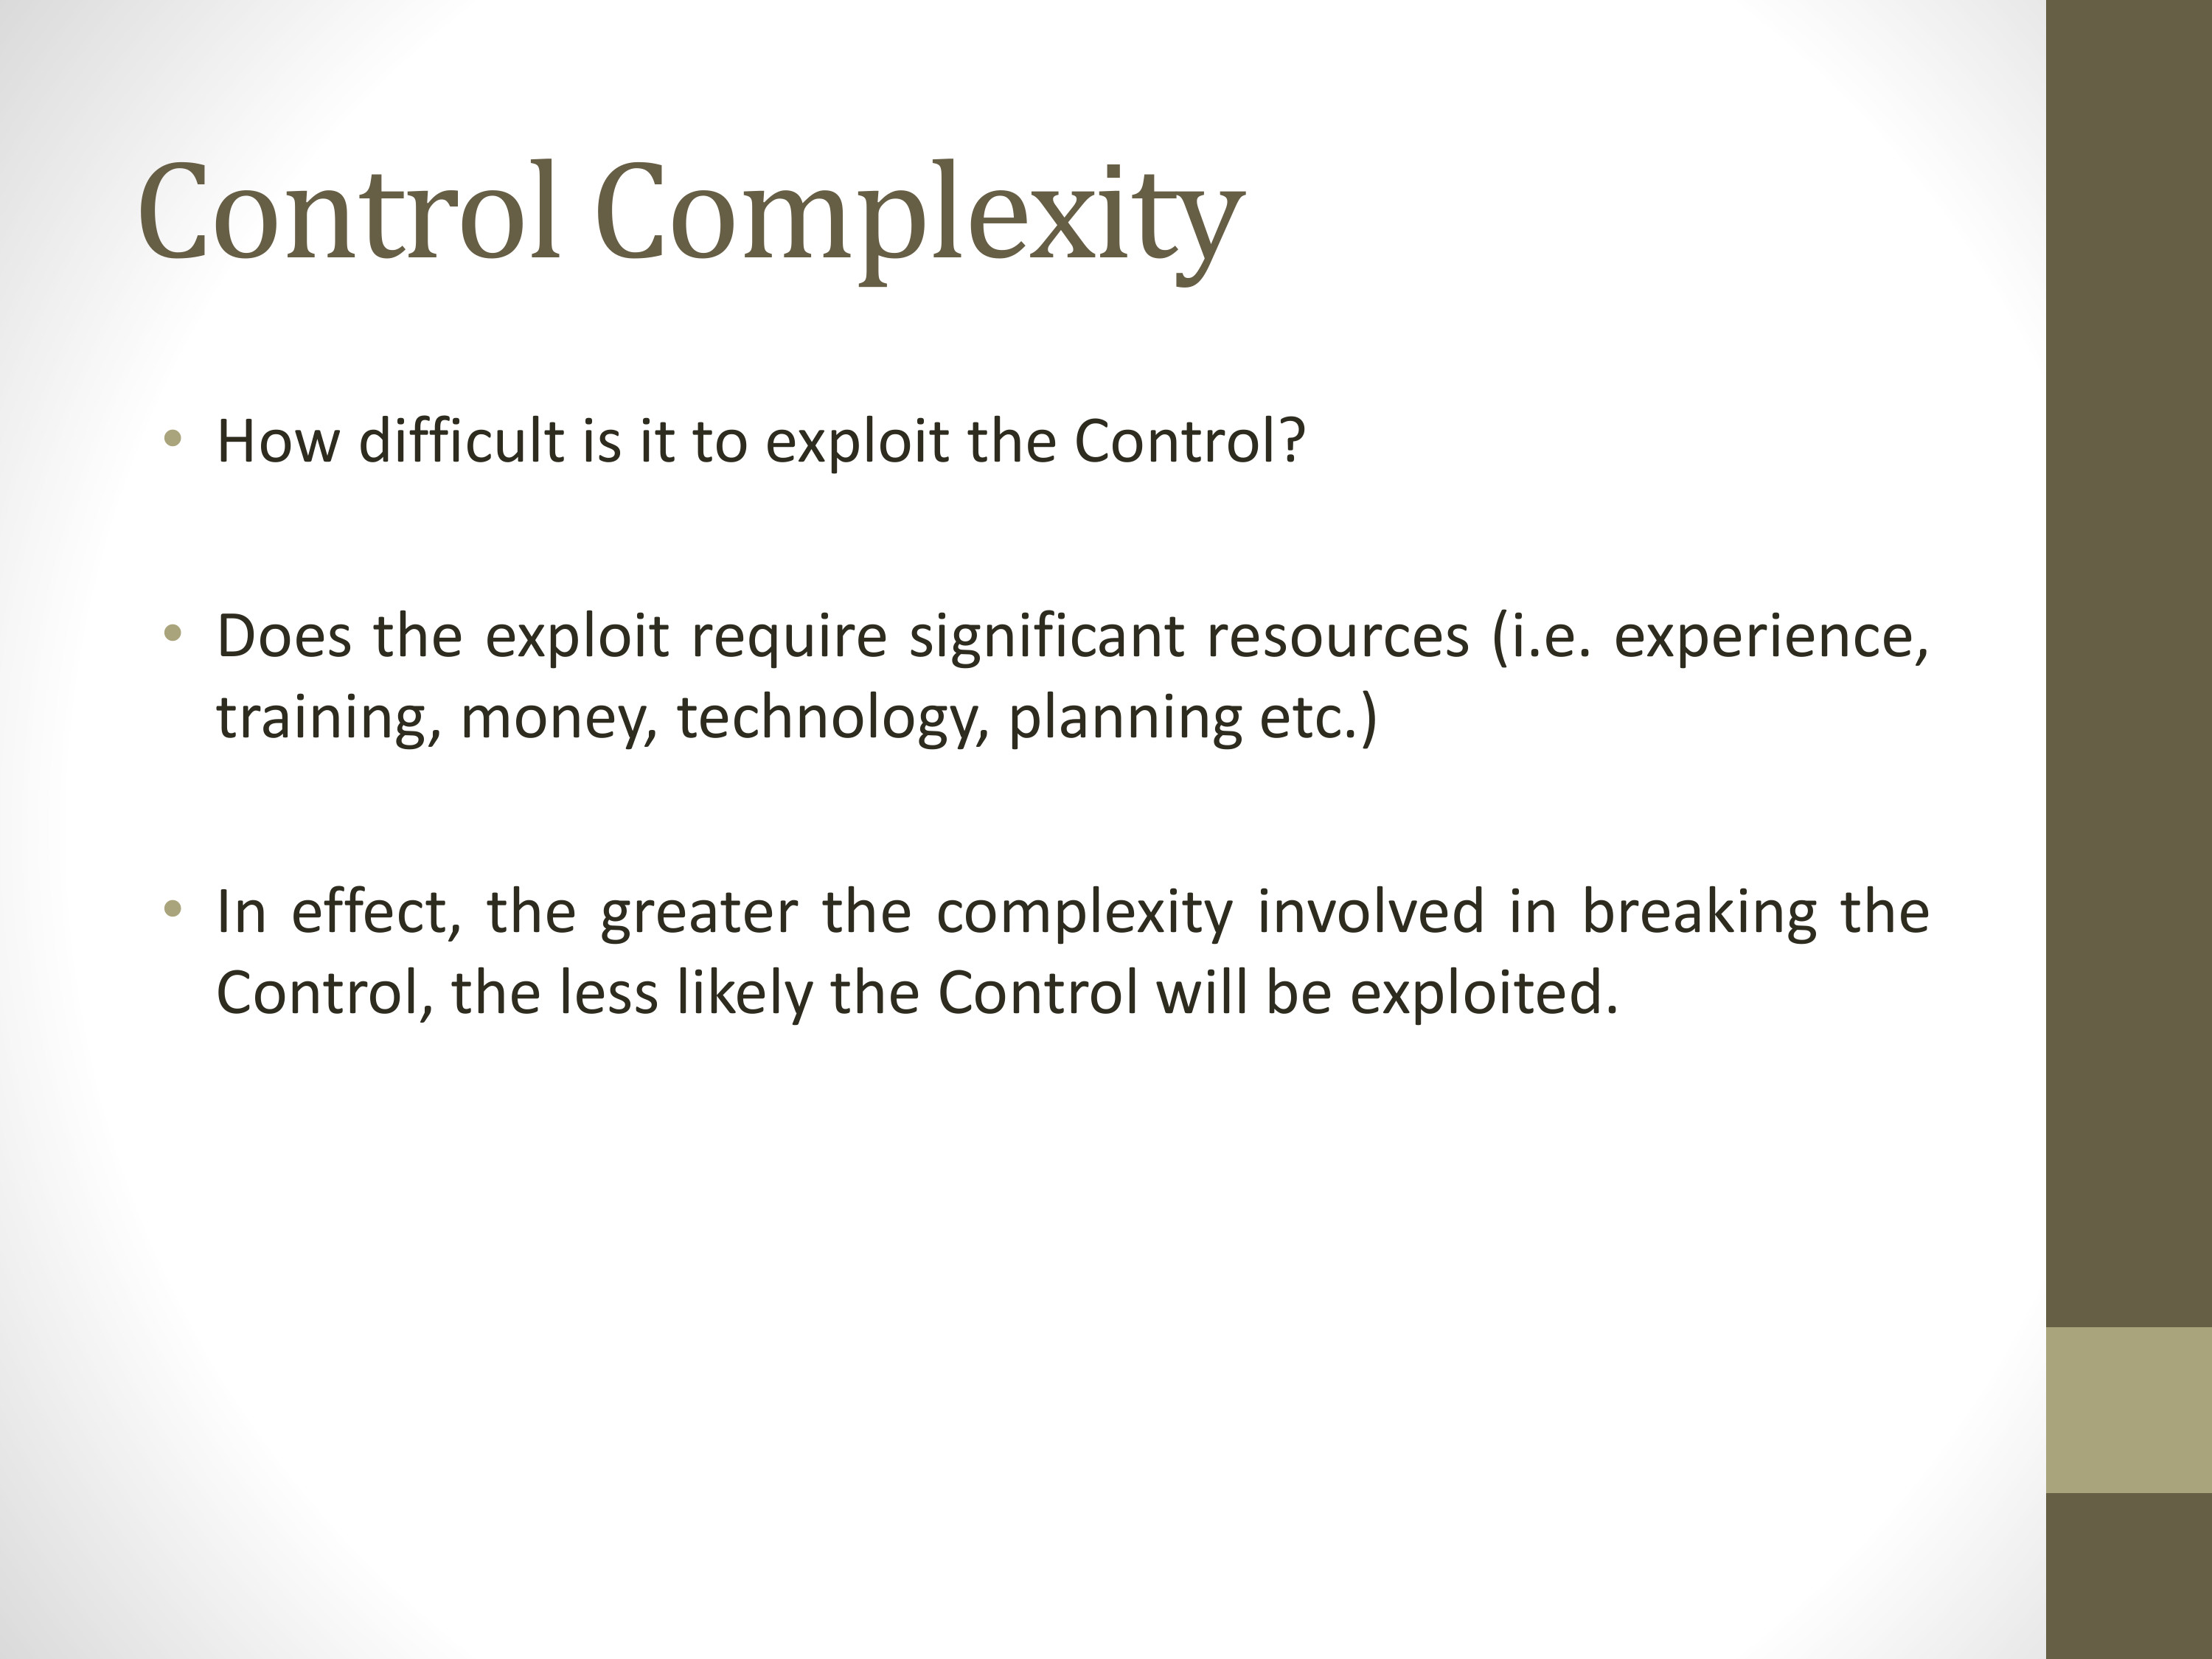 Control Complexity
• How difficult is it to exploit the Control?
• Does the exploit require significant resources (i.e. experience,
training, money, technology, planning etc.)
• In effect, the greater the complexity involved in breaking the
Control, the less likely the Control will be exploited.